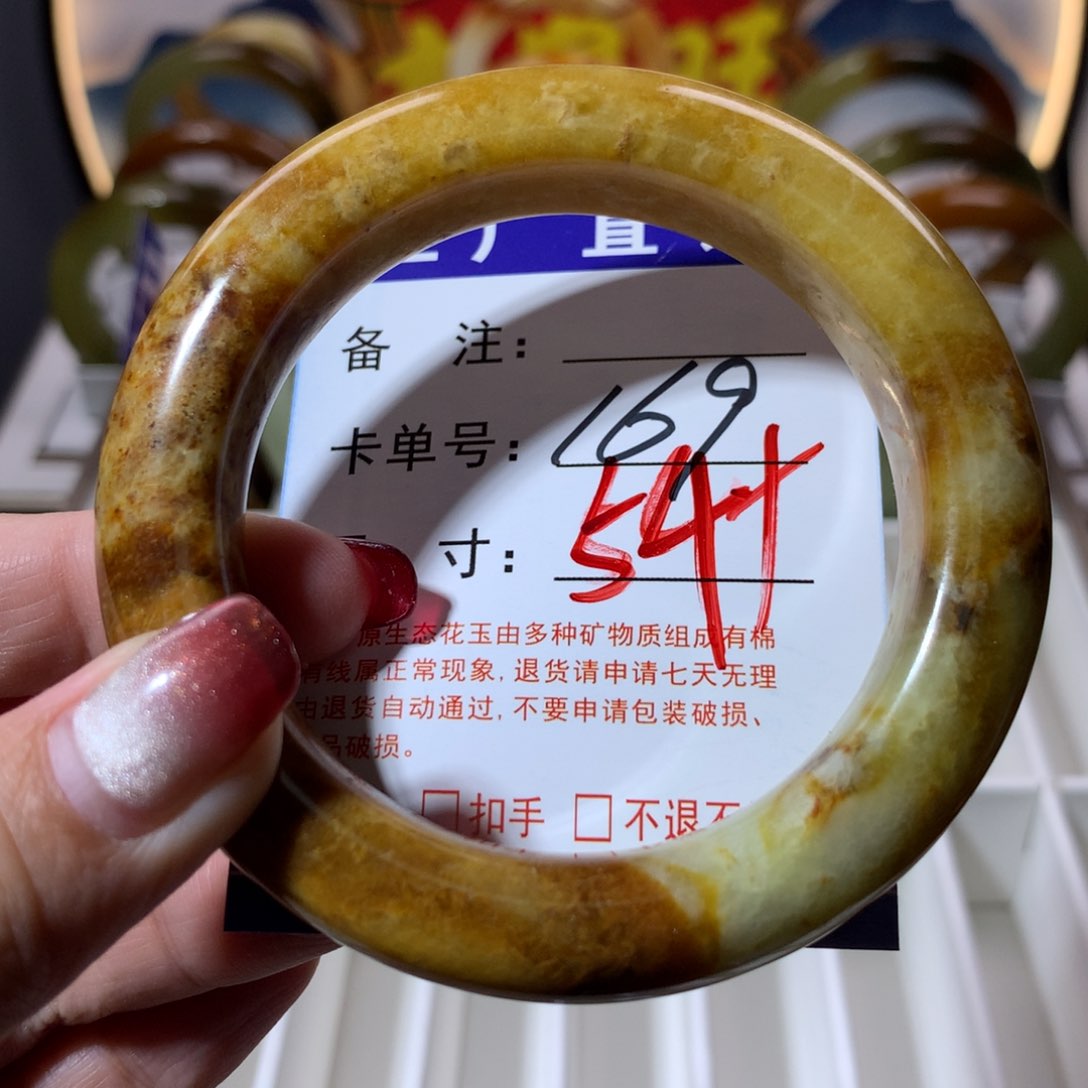 直
备 注:
卡单号: 169
寸: 54+
原生态花玉由多种矿物质组成有棉
有线属正常现象,退货请申请七天无理
由退货自动通过,不要申请包装破损、
品破损。
□扣手 □不退不